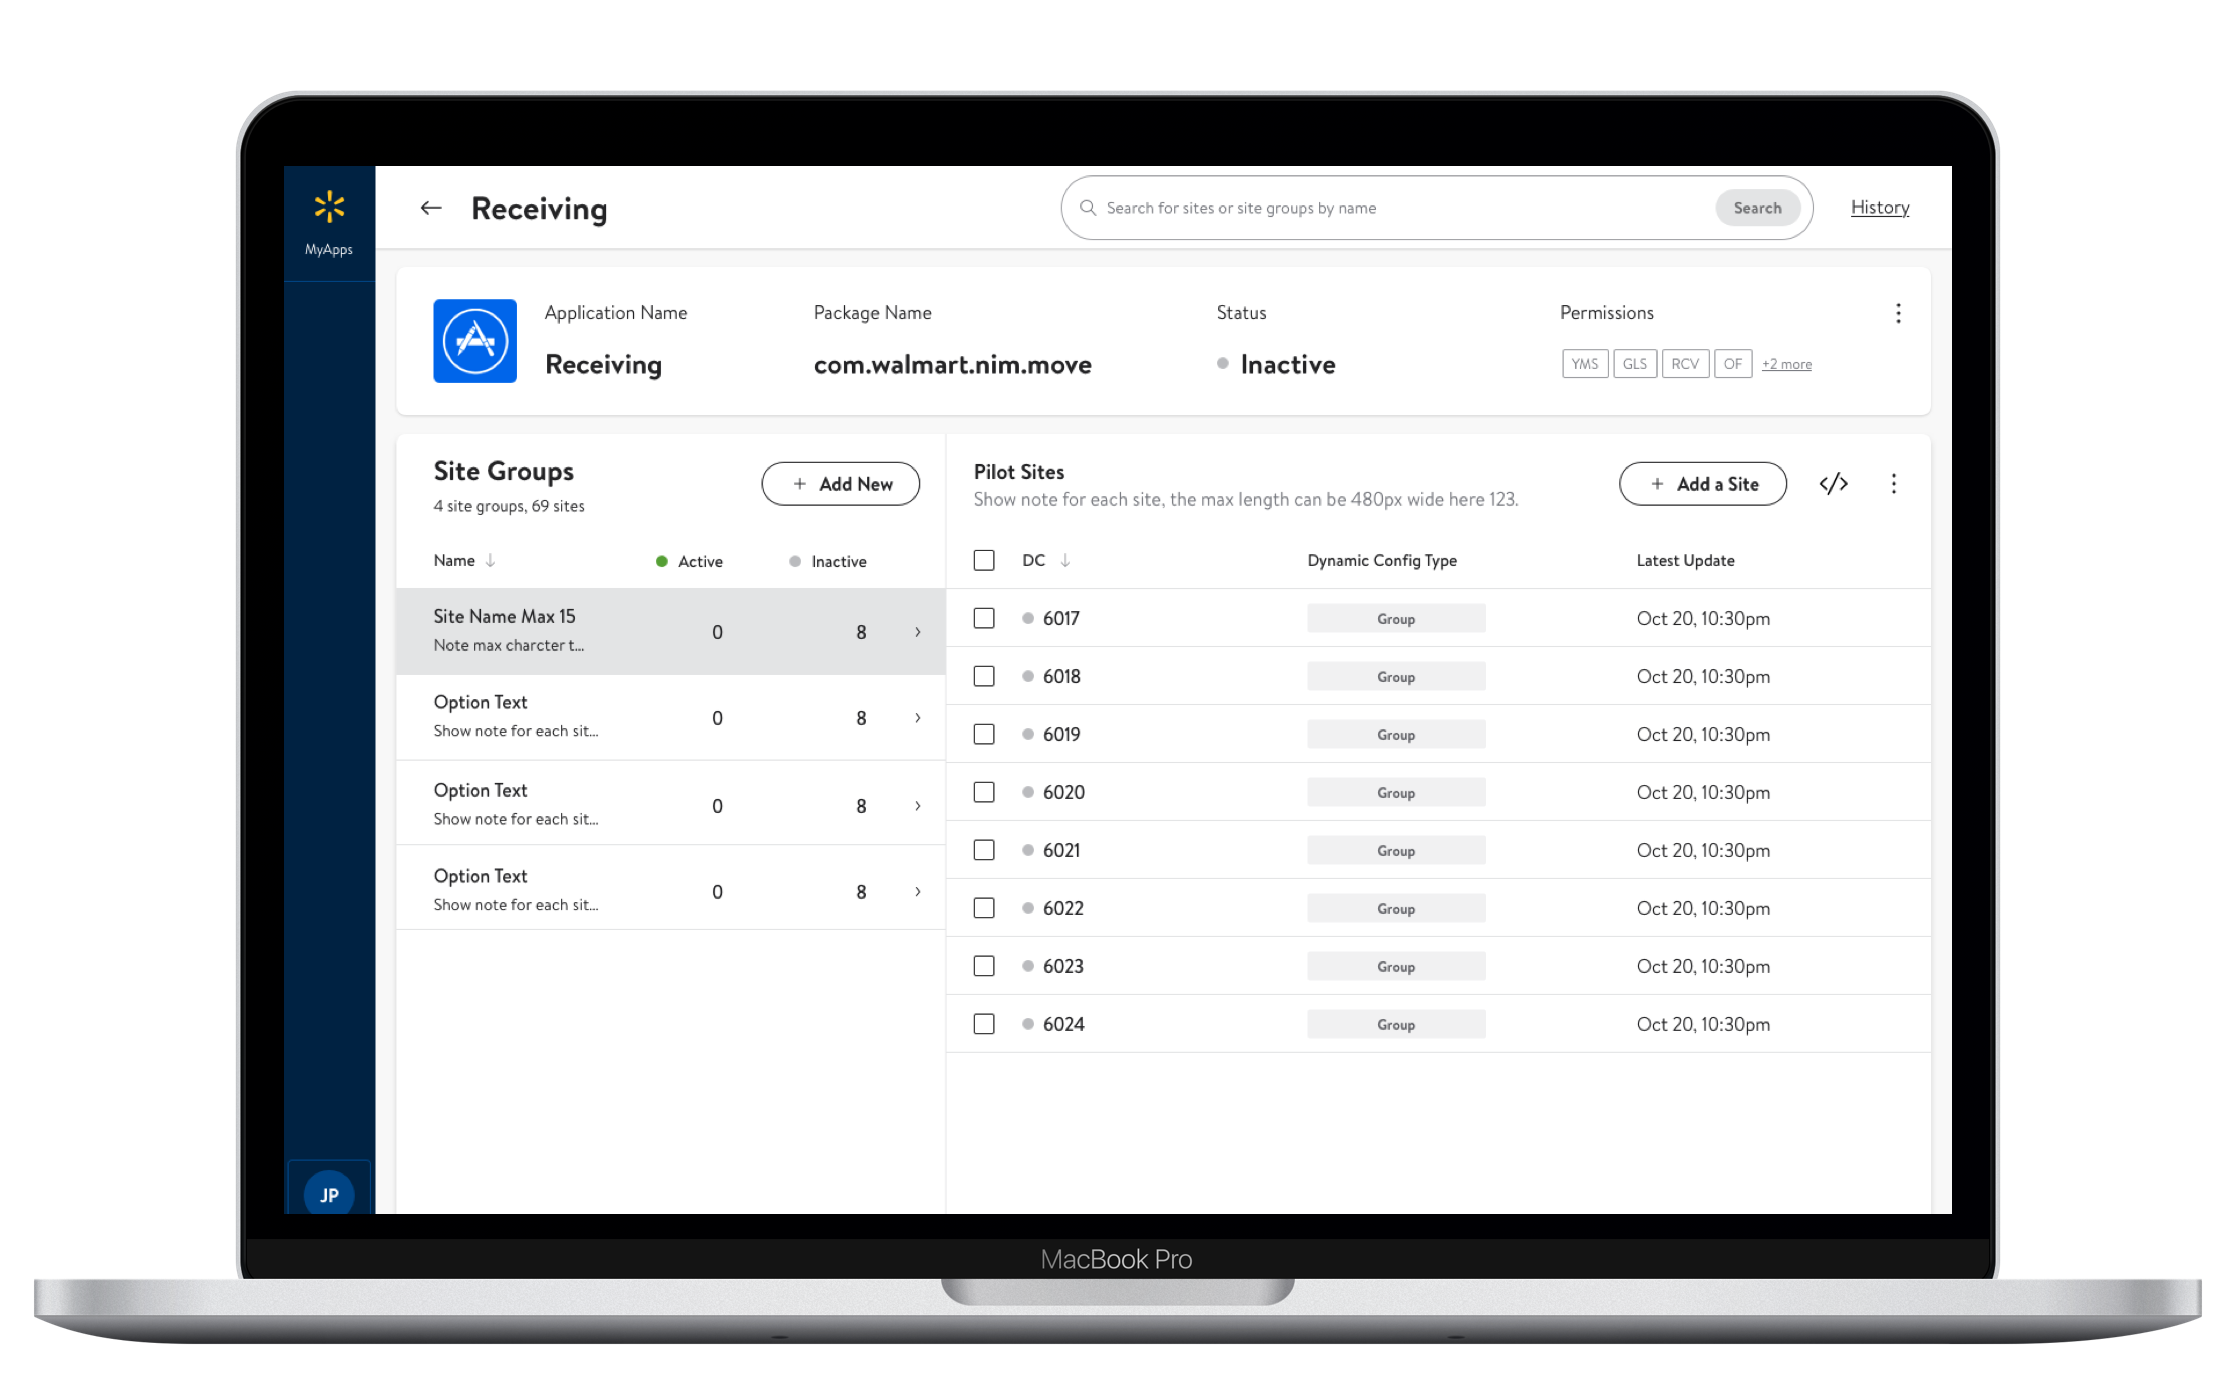 MyApps
Receiving
Search for sites or site groups by name
Search
History
Application Name
Package Name
Status
Permissions
Receiving
com.walmart.nim.move
Inactive
YMS GLS RCV OF +2 more
Site Groups
4 site groups, 69 sites
+ Add New
Name ↓ Active Inactive
Site Name Max 15
Note max charcter t...
0 8 >
Option Text
Show note for each sit...
0 8 >
Option Text
Show note for each sit...
0 8 >
Option Text
Show note for each sit...
0 8 >
Pilot Sites
Show note for each site, the max length can be 480px wide here 123.
+ Add a Site </>
DC ↓ Dynamic Config Type Latest Update
6017 Group Oct 20, 10:30pm
6018 Group Oct 20, 10:30pm
6019 Group Oct 20, 10:30pm
6020 Group Oct 20, 10:30pm
6021 Group Oct 20, 10:30pm
6022 Group Oct 20, 10:30pm
6023 Group Oct 20, 10:30pm
6024 Group Oct 20, 10:30pm
JP
MacBook Pro